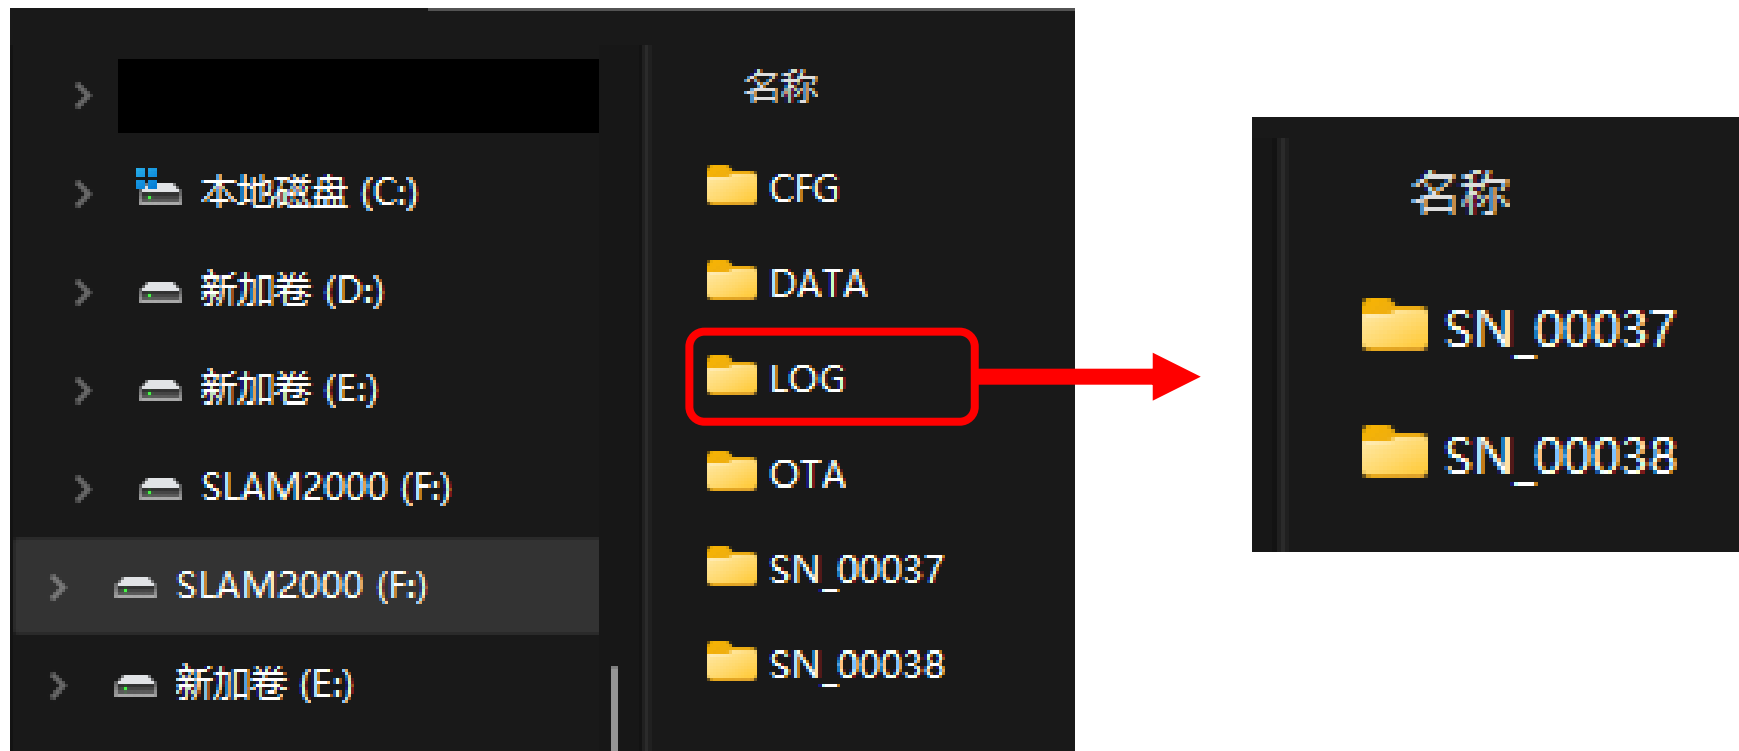 本地磁盘 (C:)
新加卷 (D:)
新加卷 (E:)
SLAM2000 (F:)
SLAM2000 (F:)
新加卷 (E:)
名称
CFG
DATA
LOG
OTA
SN_00037
SN_00038
名称
SN_00037
SN_00038